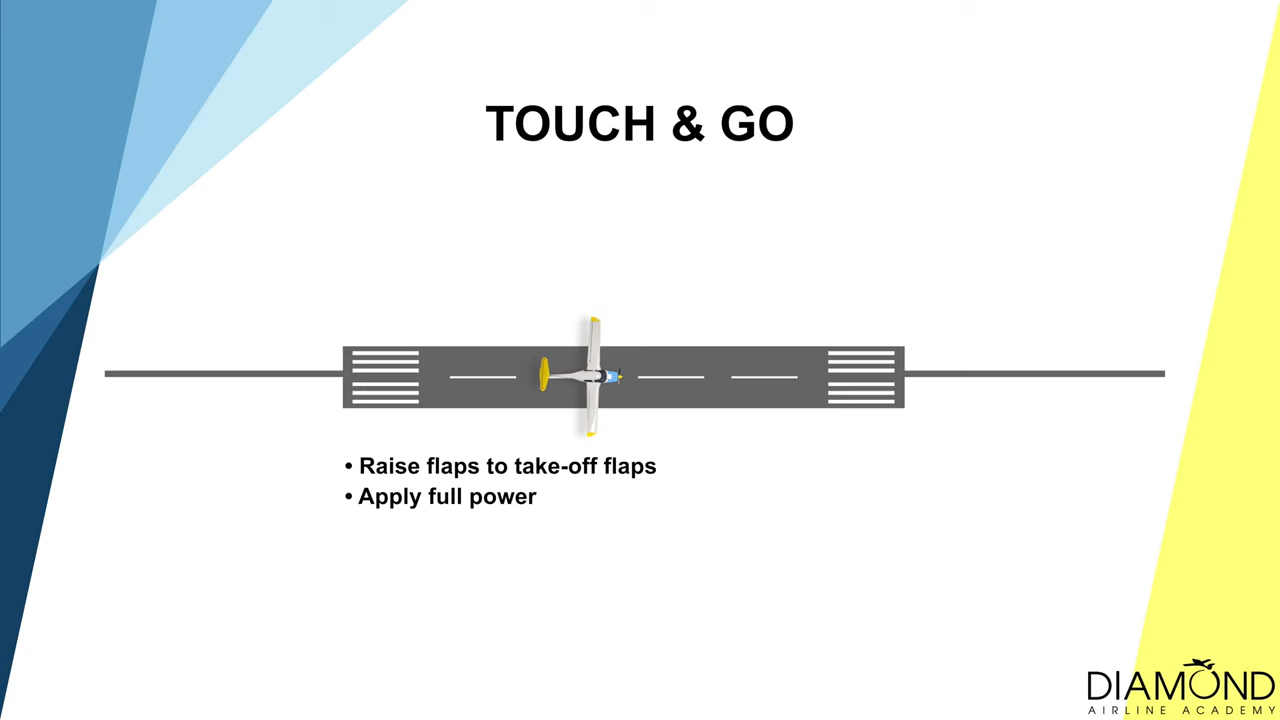 TOUCH & GO
• Raise flaps to take-off flaps
• Apply full power
DIAMOND
AIRLINE ACADEMY